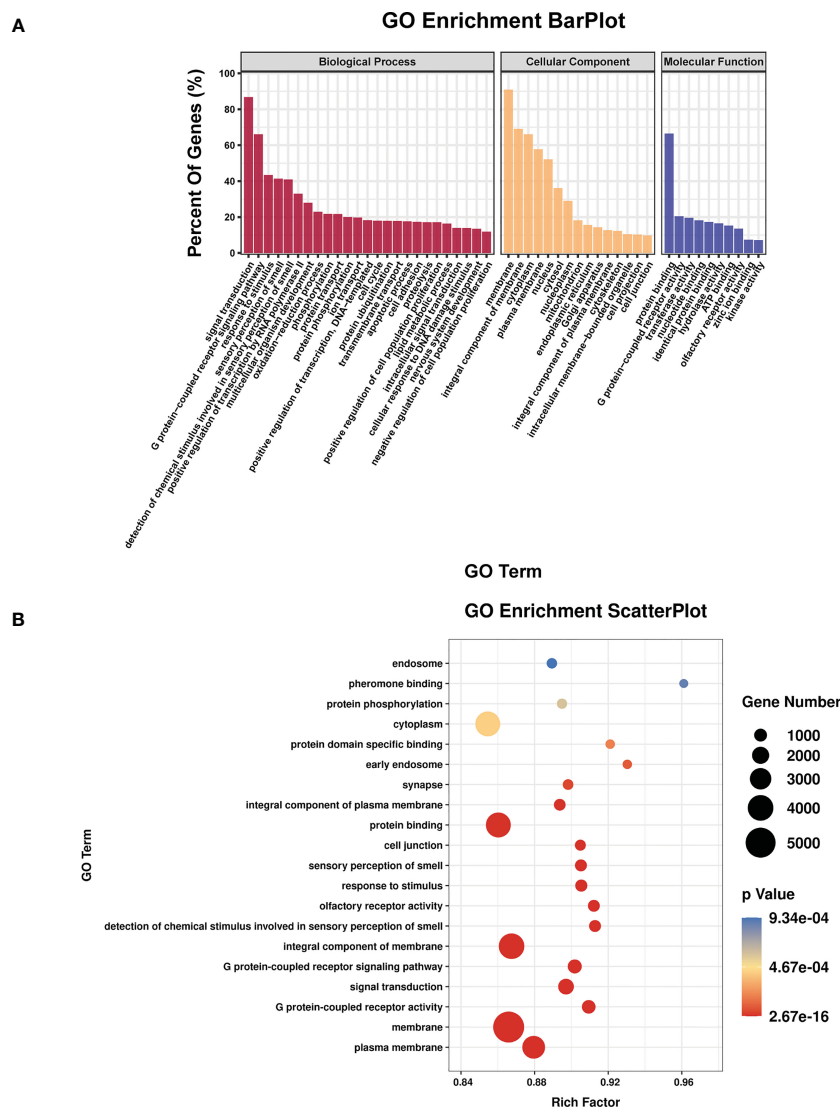 A
GO Enrichment BarPlot
Biological Process
Cellular Component
Molecular Function
Percent Of Genes (%)
100
80
60
40
20
0
signal transduction
G protein−coupled receptor signaling pathway
response to stimulus
sensory perception of smell
detection of chemical stimulus involved in sensory perception of smell
positive regulation of transcription by RNA polymerase I
multicellular organism development
oxidation−reduction process
phosphorylation
protein transport
protein phosphorylation
ion transport
positive regulation of transcription, DNA−templated
cell cycle
protein ubiquitination
transmembrane transport
apoptotic process
cell adhesion
proteolysis
positive regulation of cell population proliferation
lipid metabolic process
intracellular signal transduction
cellular response to DNA damage stimulus
nervous system development
negative regulation of cell population proliferation
membrane
integral component of membrane
cytoplasm
plasma membrane
nucleus
cytosol
nucleoplasm
mitochondrion
endoplasmic reticulum
Golgi apparatus
integral component of plasma membrane
cytoskeleton
intracellular membrane−bounded organelle
cell projection
cell junction
protein binding
G protein−coupled receptor activity
transferase activity
nucleotide binding
identical protein binding
hydrolase activity
ATP binding
olfactory receptor activity
zinc ion binding
kinase activity
GO Term
B
GO Enrichment ScatterPlot
GO Term
endosome
pheromone binding
protein phosphorylation
cytoplasm
protein domain specific binding
early endosome
synapse
integral component of plasma membrane
protein binding
cell junction
sensory perception of smell
response to stimulus
olfactory receptor activity
detection of chemical stimulus involved in sensory perception of smell
integral component of membrane
G protein-coupled receptor signaling pathway
signal transduction
G protein-coupled receptor activity
membrane
plasma membrane
0.84
0.88
0.92
0.96
Rich Factor
Gene Number
1000
2000
3000
4000
5000
p Value
9.34e-04
4.67e-04
2.67e-16